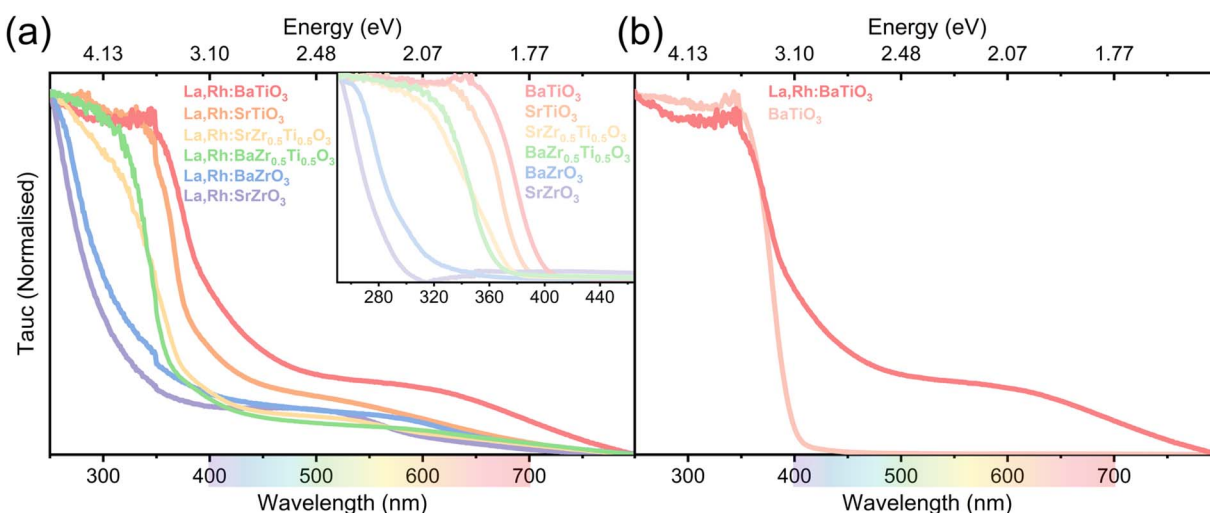 (a)
Energy (eV)
4.13 3.10 2.48 2.07 1.77
La,Rh:BaTiO3
La,Rh:SrTiO3
La,Rh:SrZr0.5Ti0.5O3
La,Rh:BaZr0.5Ti0.5O3
La,Rh:BaZrO3
La,Rh:SrZrO3
BaTiO3
SrTiO3
SrZr0.5Ti0.5O3
BaZr0.5Ti0.5O3
BaZrO3
SrZrO3
280 320 360 400 440
Tauc (Normalised)
300 400 500 600 700
Wavelength (nm)
(b)
Energy (eV)
4.13 3.10 2.48 2.07 1.77
La,Rh:BaTiO3
BaTiO3
300 400 500 600 700
Wavelength (nm)